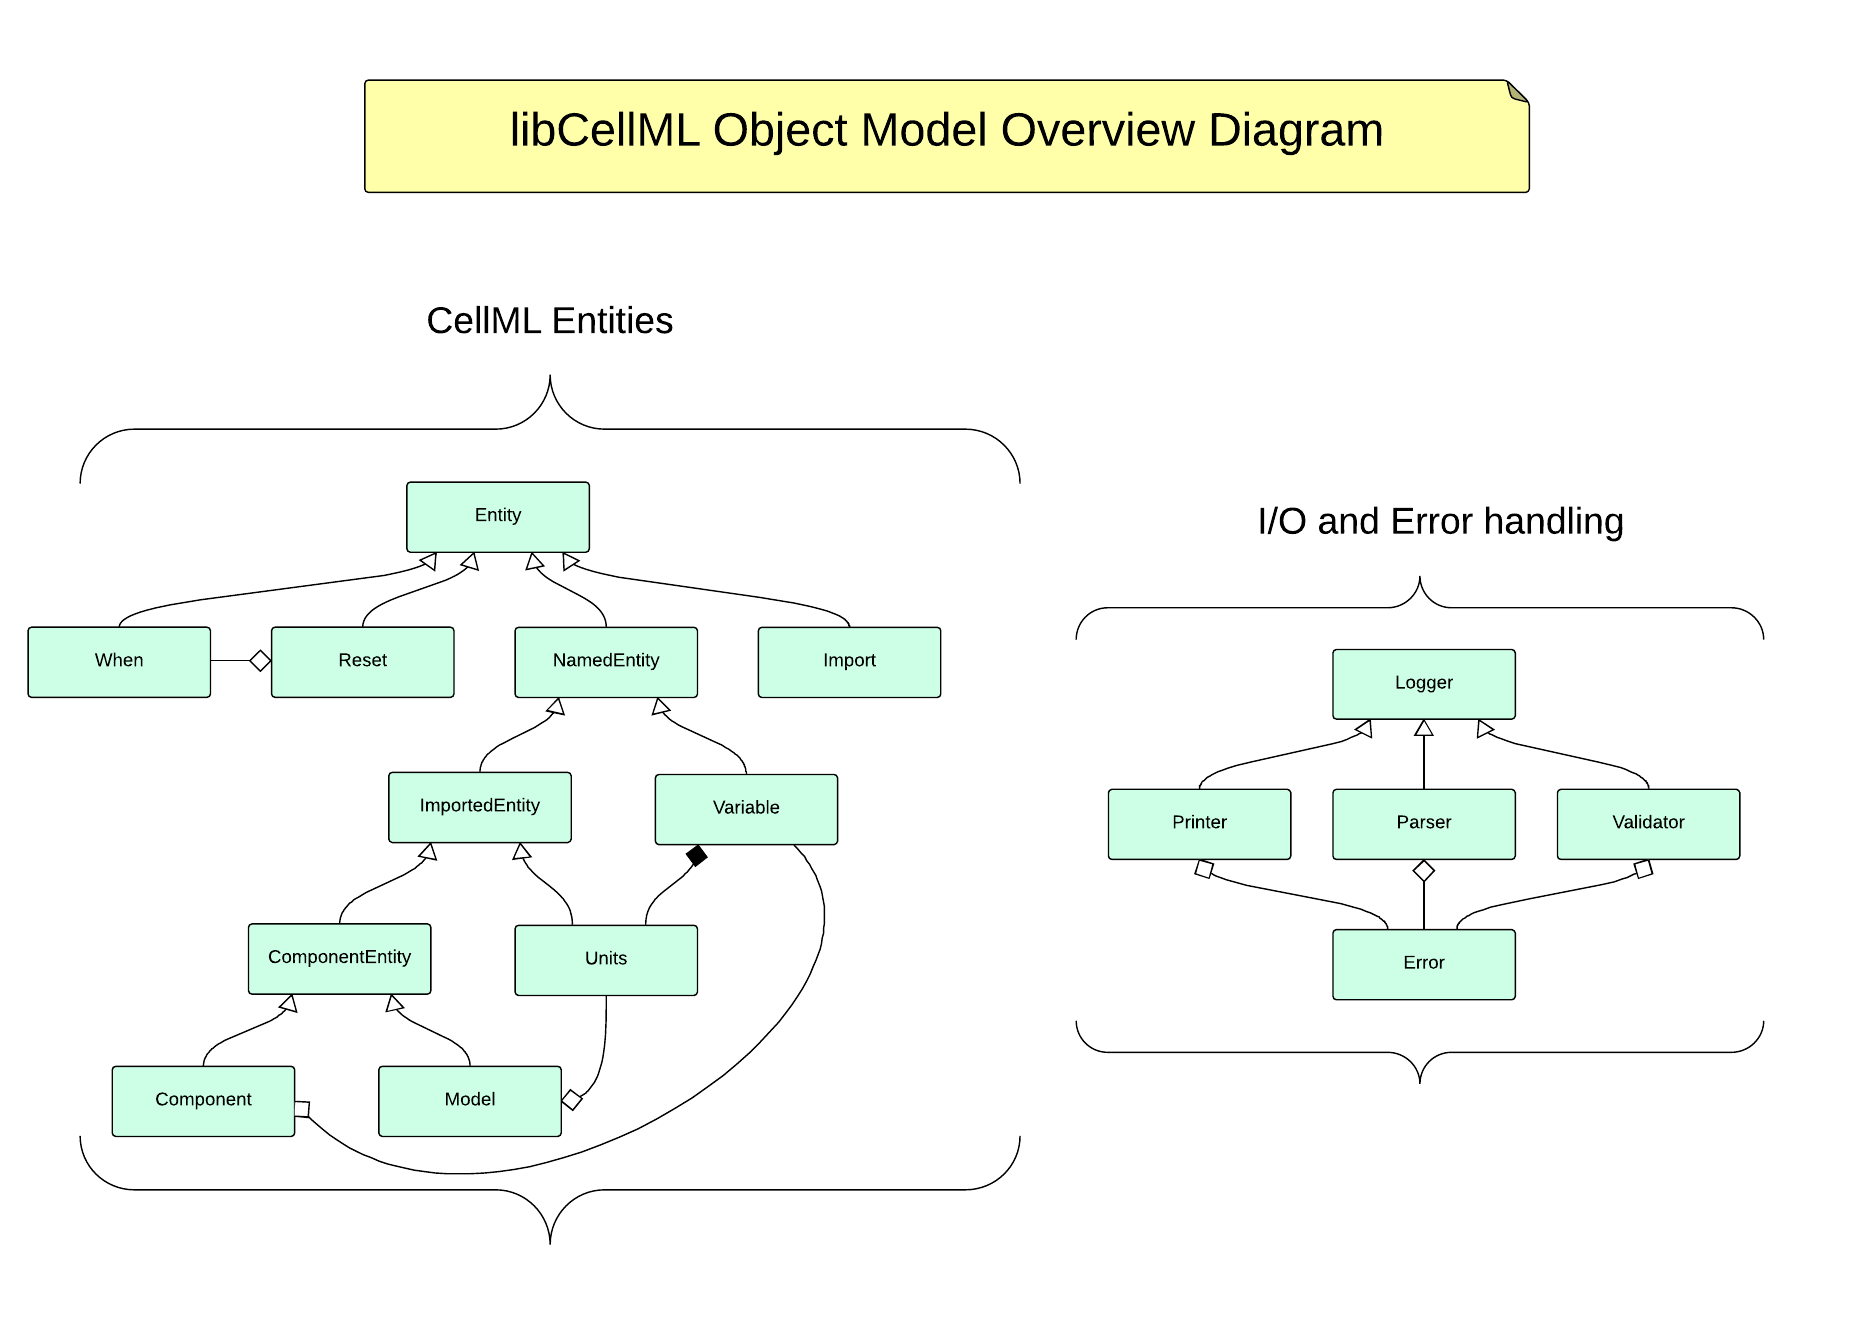 libCellML Object Model Overview Diagram
CellML Entities
Entity
When
Reset
NamedEntity
Import
ImportedEntity
Variable
ComponentEntity
Units
Component
Model
I/O and Error handling
Logger
Printer
Parser
Validator
Error